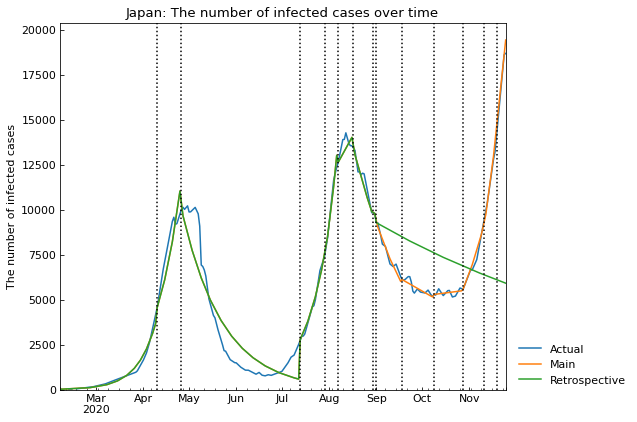 Japan: The number of infected cases over time
The number of infected cases
20000
17500
15000
12500
10000
7500
5000
2500
0
Mar Apr May Jun Jul Aug Sep Oct Nov
2020
Actual
Main
Retrospective